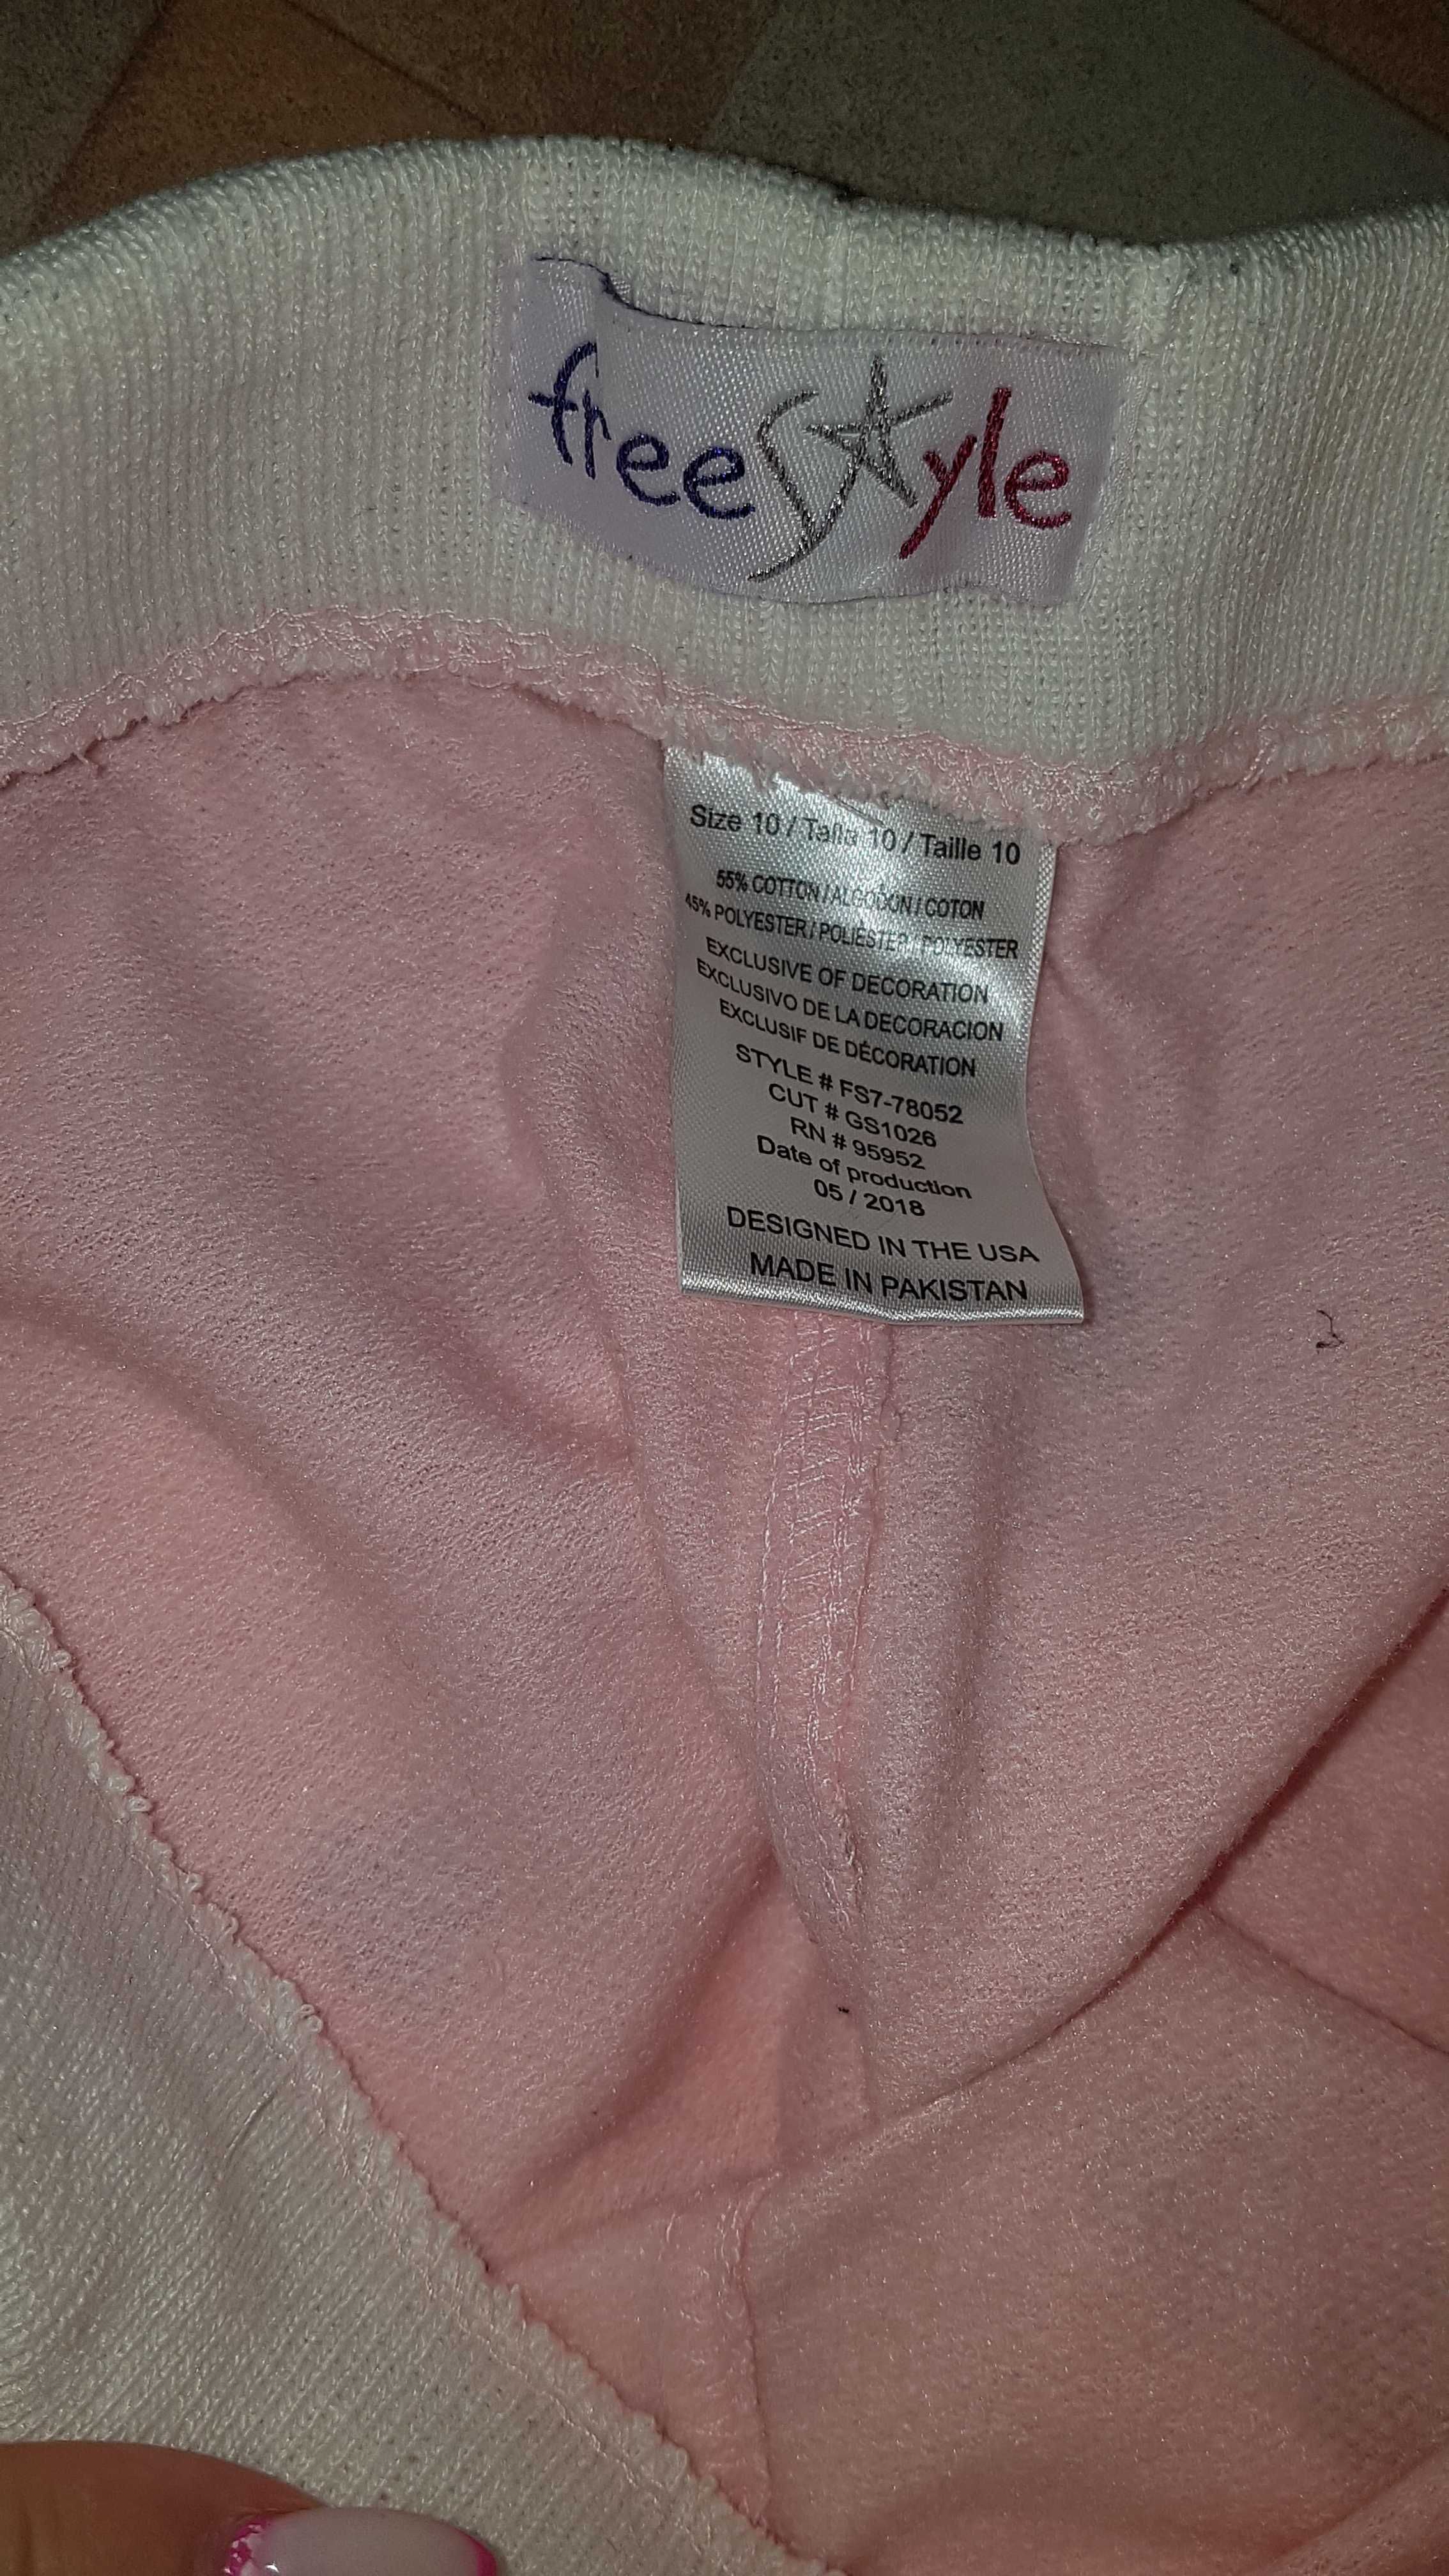 freestyle
Size 10 / Talla 10 / Taille 10
55% COTTON / ALGODON / COTON
45% POLYESTER / POLIESTER / POLYESTER
EXCLUSIVE OF DECORATION
EXCLUSIVO DE LA DECORACION
EXCLUSIF DE DÉCORATION
STYLE # FS7-78052
CUT # GS1026
RN # 95952
Date of production
05 / 2018
DESIGNED IN THE USA
MADE IN PAKISTAN